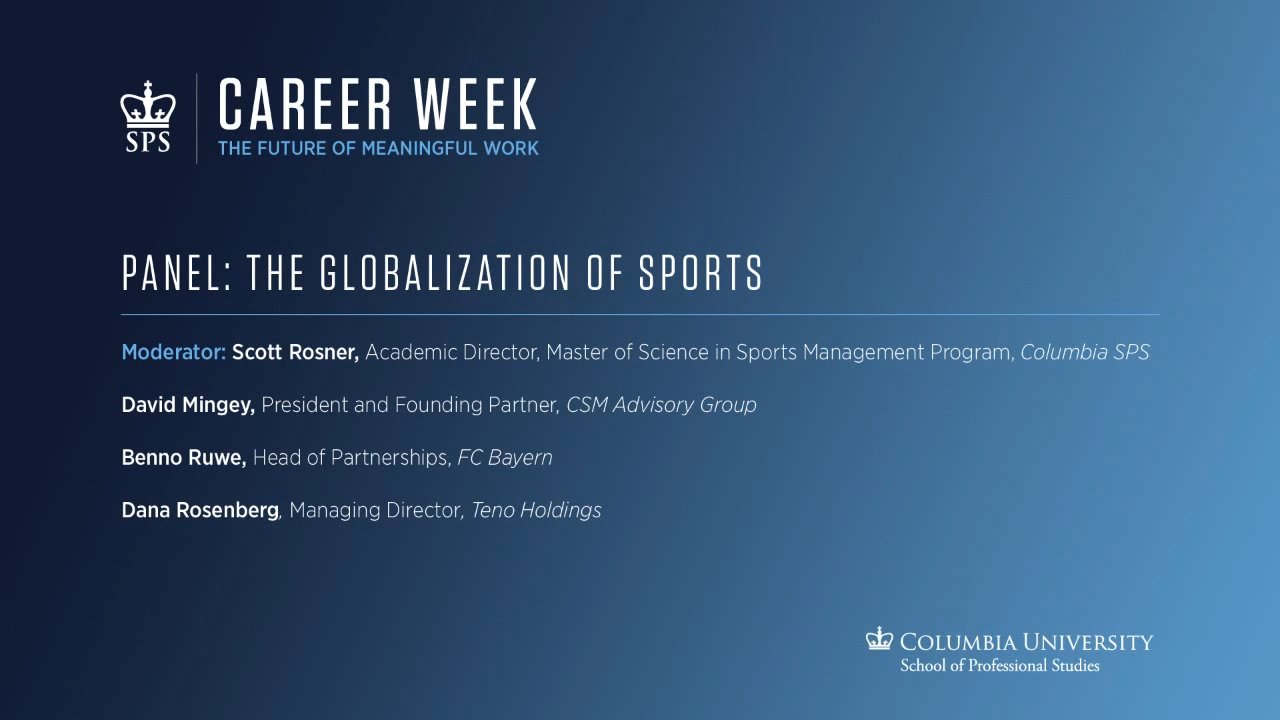 SPS
CAREER WEEK
THE FUTURE OF MEANINGFUL WORK
PANEL: THE GLOBALIZATION OF SPORTS
Moderator: Scott Rosner, Academic Director, Master of Science in Sports Management Program, Columbia SPS
David Mingey, President and Founding Partner, CSM Advisory Group
Benno Ruwe, Head of Partnerships, FC Bayern
Dana Rosenberg, Managing Director, Teno Holdings
COLUMBIA UNIVERSITY
School of Professional Studies